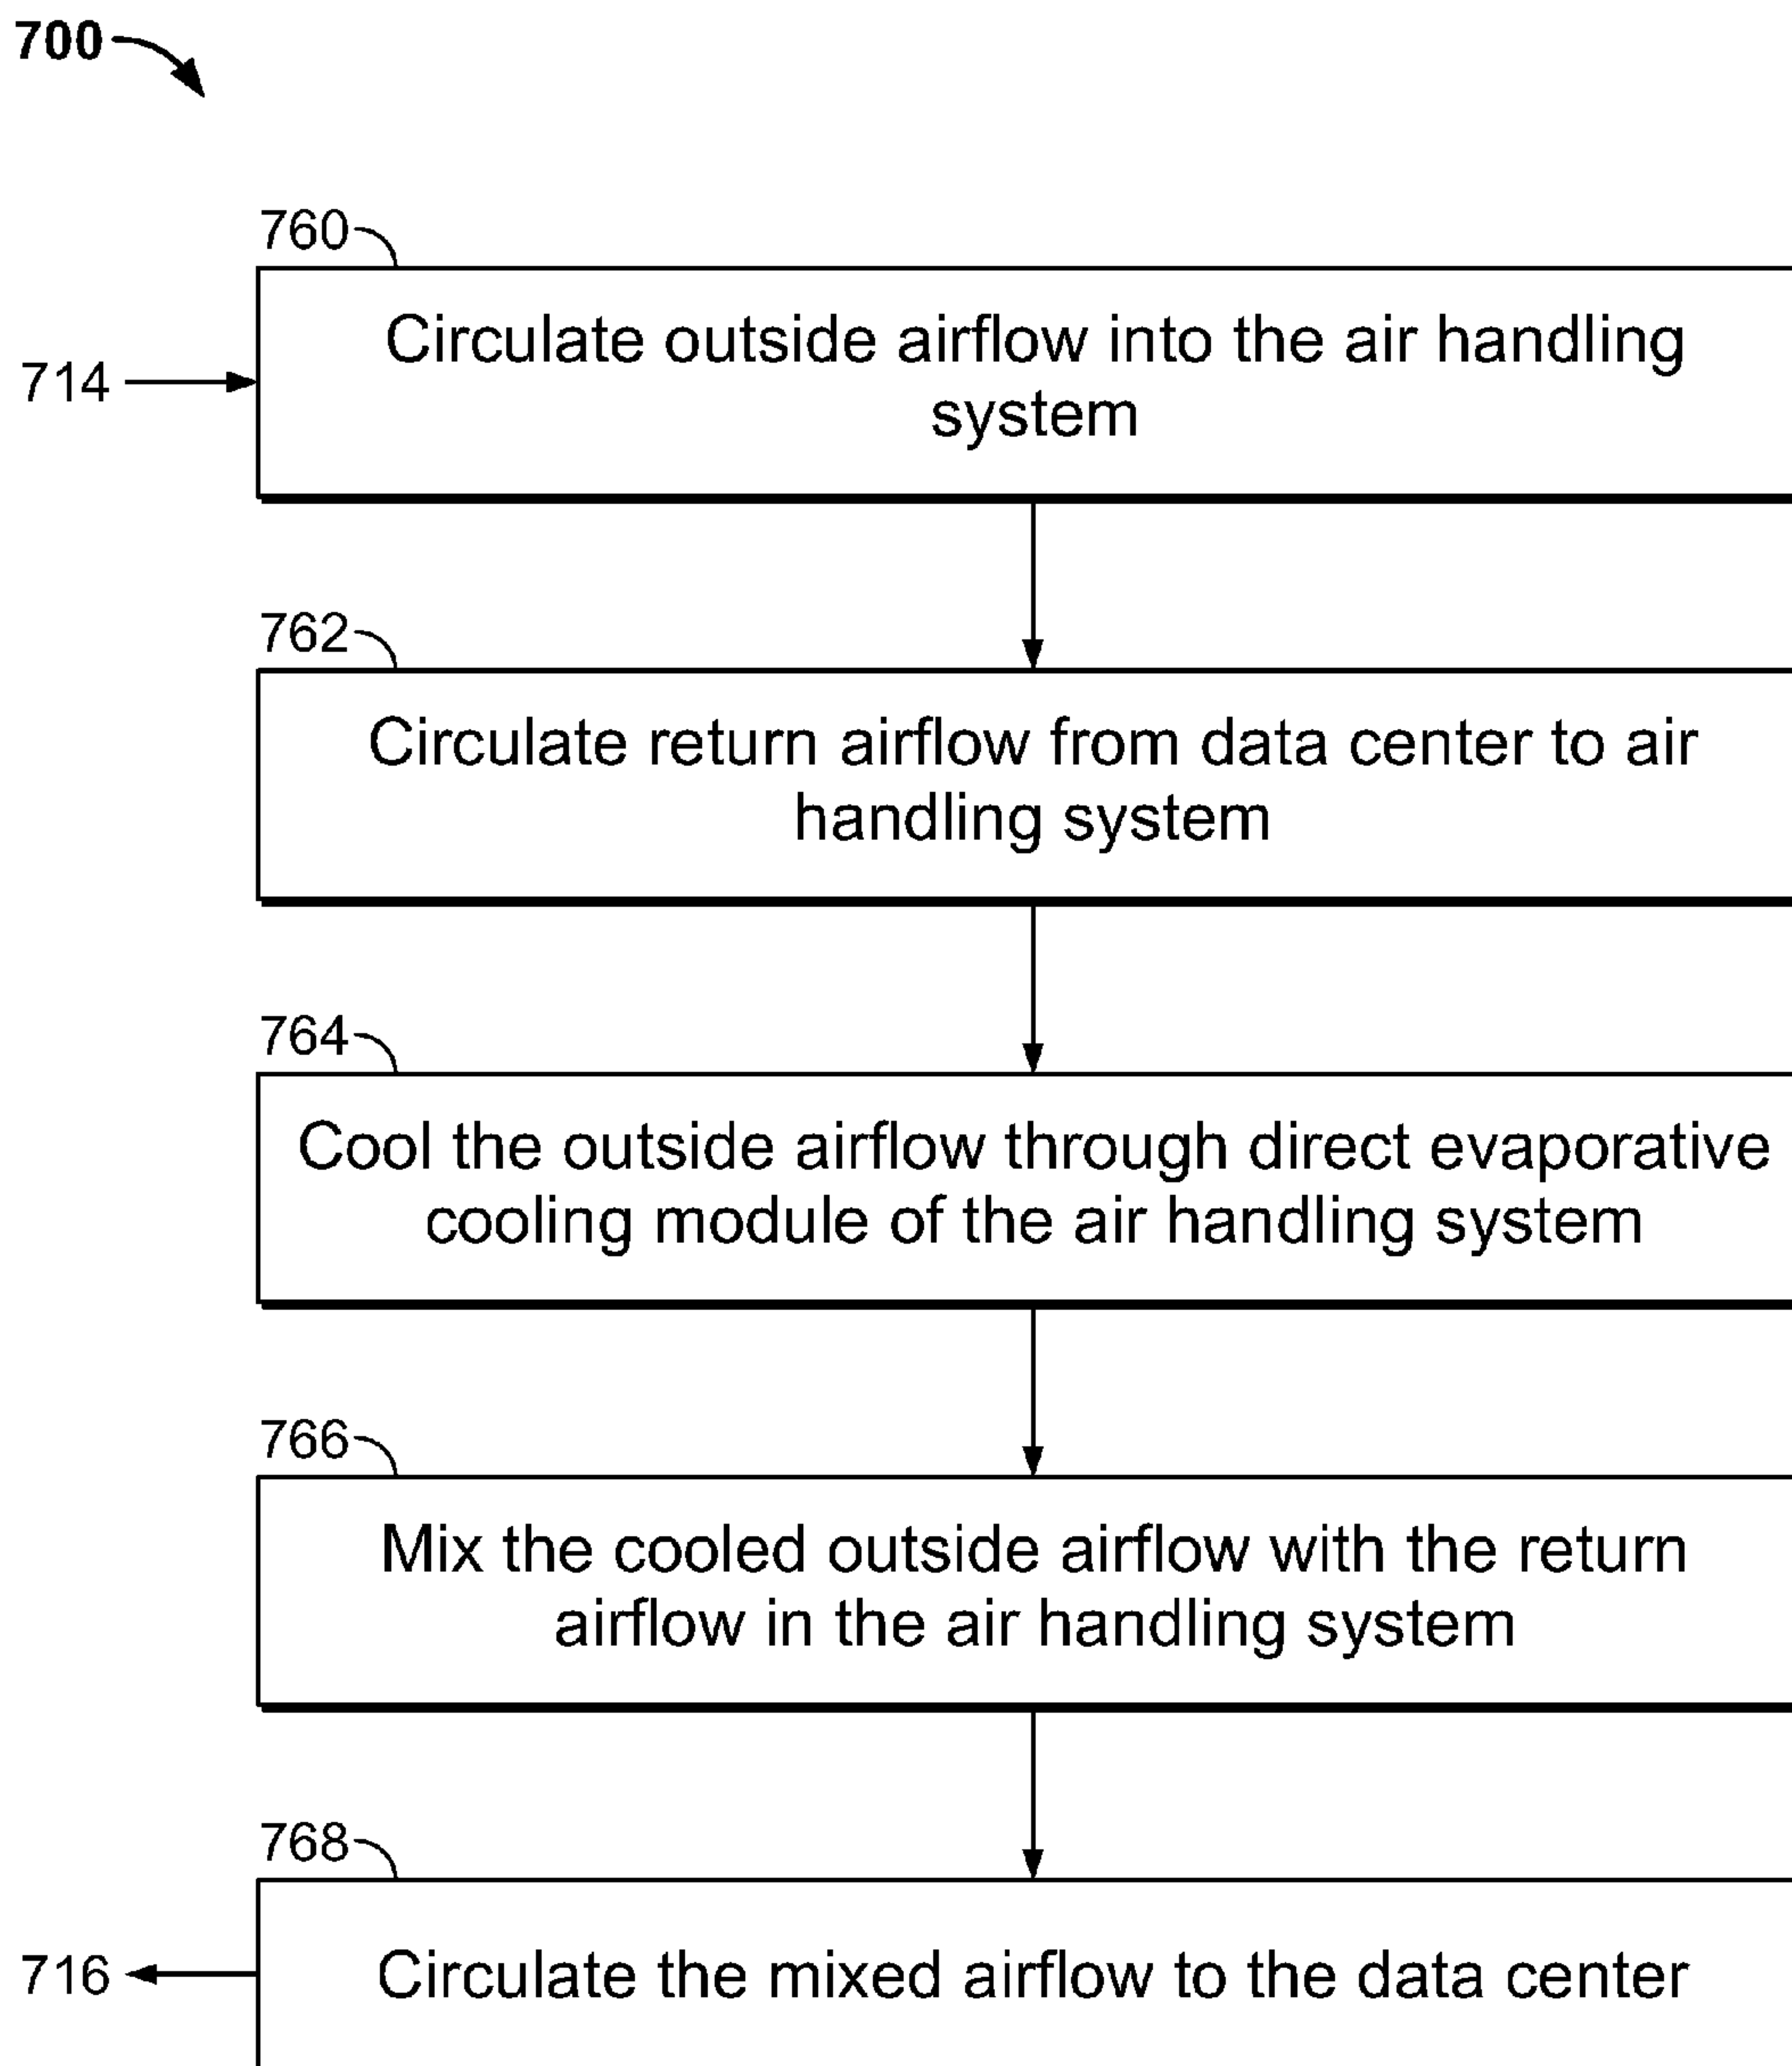 700
760
Circulate outside airflow into the air handling
system
714
762
Circulate return airflow from data center to air
handling system
764
Cool the outside airflow through direct evaporative
cooling module of the air handling system
766
Mix the cooled outside airflow with the return
airflow in the air handling system
768
Circulate the mixed airflow to the data center
716